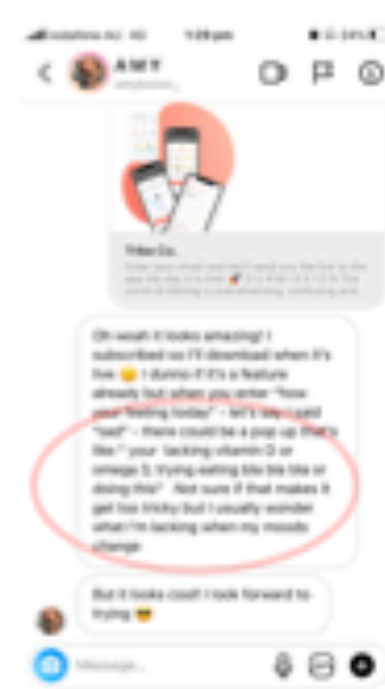 1:29 pm
AMY
Tribe Co.
Oh woah it looks amazing! I
subscribed so I'll download when it's
live 😊 I dunno if it's a feature
already but when you enter "how
your feeling today" - let's say I said
"sad" - there could be a pop up that's
like " your lacking vitamin D or
omega 3, trying eating bla bla bla or
doing this" Not sure if that makes it
get too tricky but I usually wonder
what I'm lacking when my moods
change
But it looks cool! I look forward to
trying 😎
Message...